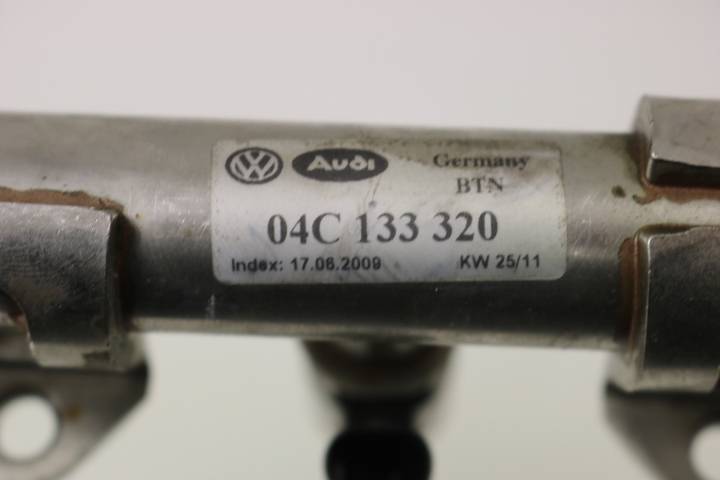 VW Audi Germany
BTN
04C 133 320
Index: 17.06.2009 KW 25/11